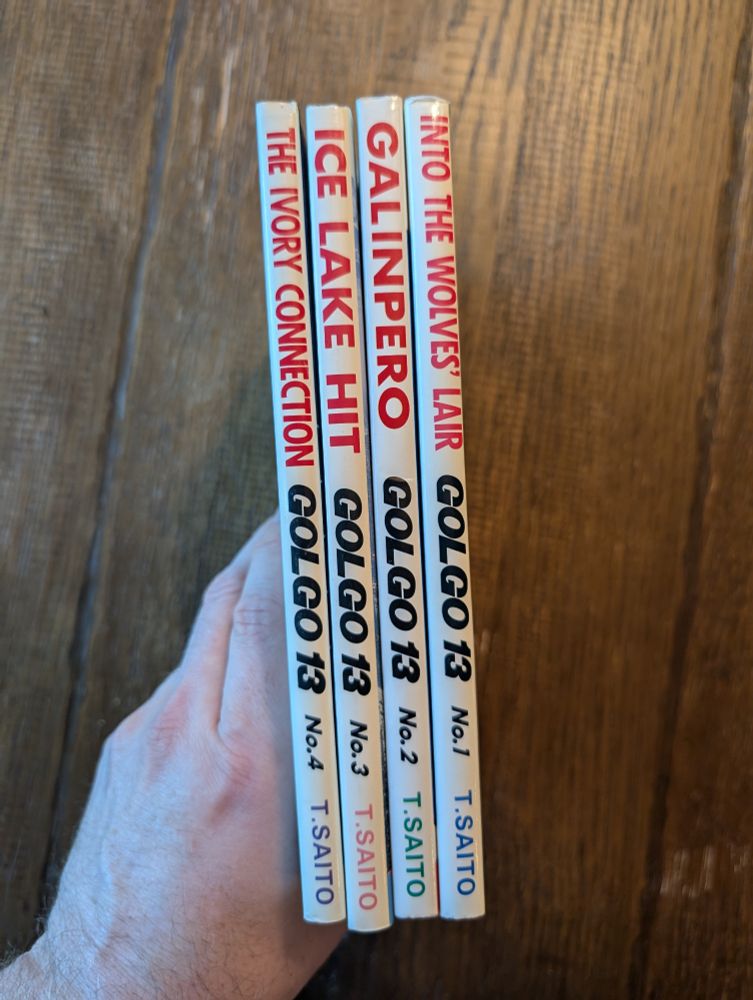 THE IVORY CONNECTION GOLGO 13 No.4 T.SAITO
ICE LAKE HIT GOLGO 13 No.3 T.SAITO
GALINPERO GOLGO 13 No.2 T.SAITO
INTO THE WOLVES' LAIR GOLGO 13 No.1 T.SAITO